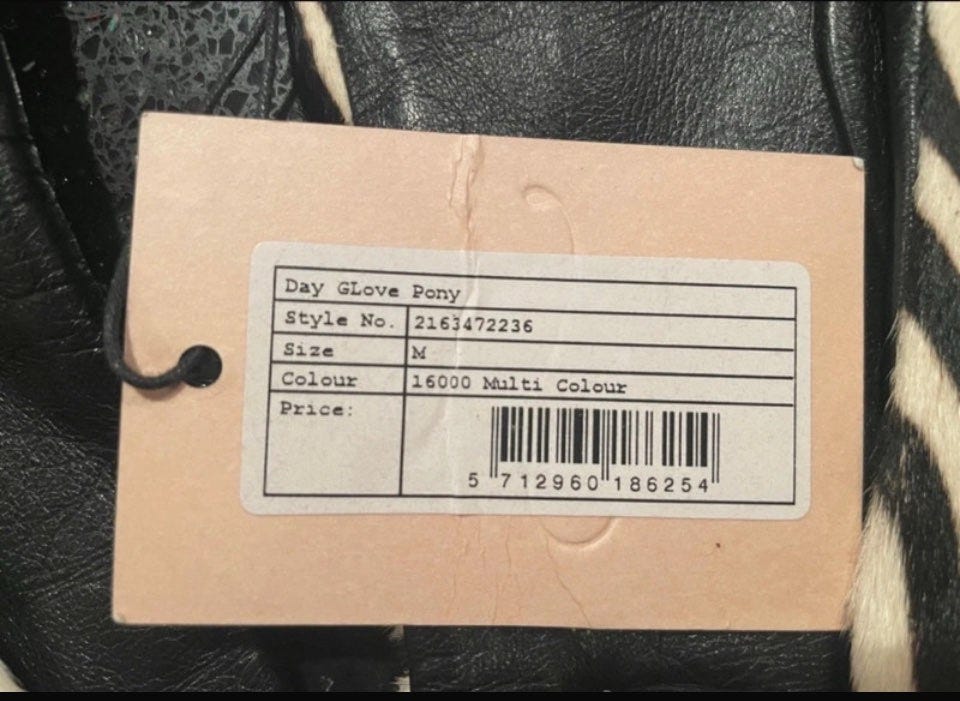 Day GLove Pony
Style No. 2163472236
Size M
Colour 16000 Multi Colour
Price:
5 712960 186254